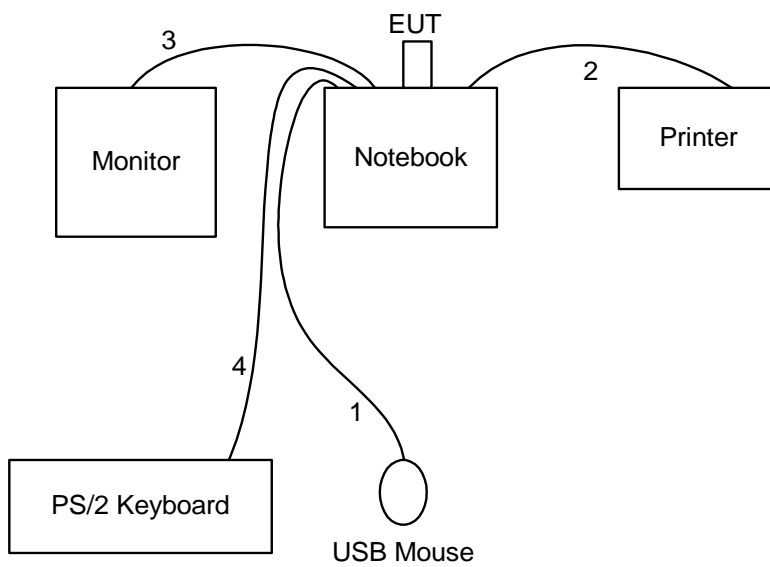 EUT
3
2
Monitor
Notebook
Printer
4
1
PS/2 Keyboard
USB Mouse